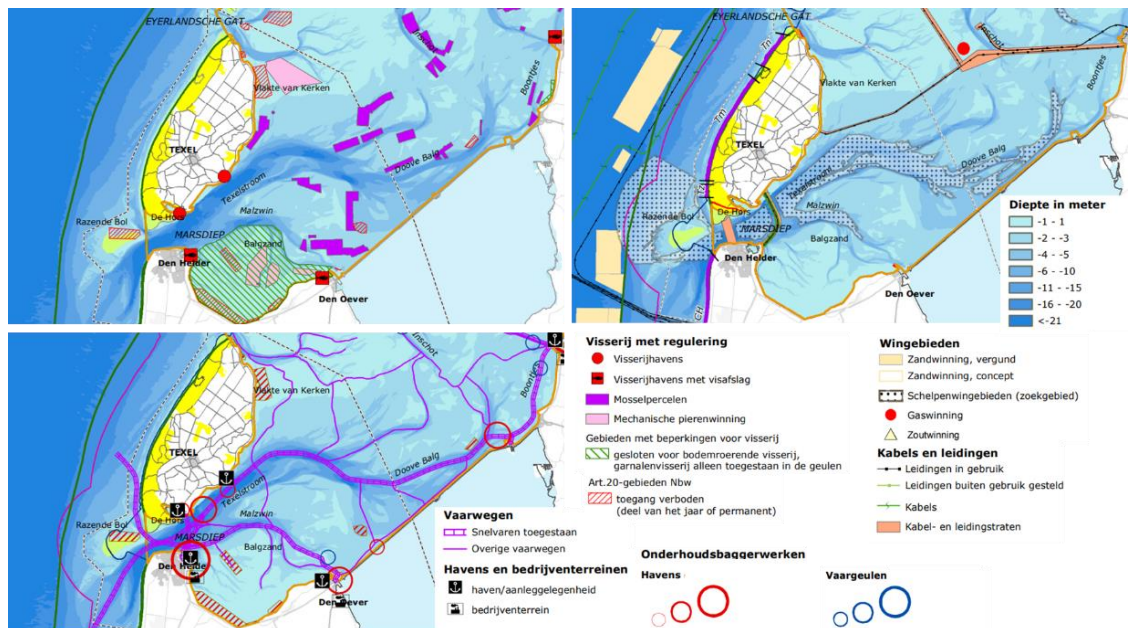 EYERLANDSCHE GAT
Inschot
Vlakte van Kerken
Boontjes
TEXEL
Doove Balg
Texelstroom
De Hors
Malzwin
Razende Bol
MARSDIEP
Balgzand
Den Helder
Den Oever
EYERLANDSCHE GAT
Inschot
Vlakte van Kerken
Boontjes
TEXEL
Doove Balg
Texelstroom
De Hors
Malzwin
Razende Bol
MARSDIEP
Balgzand
Den Helder
Den Oever
Diepte in meter
-1 - 1
-2 - -3
-4 - -5
-6 - -10
-11 - -15
-16 - -20
<-21
Inschot
Vlakte van Kerken
Boontjes
TEXEL
Doove Balg
Texelstroom
De Hors
Malzwin
Razende Bol
MARSDIEP
Balgzand
Den Helder
Den Oever
Vaarwegen
Snelvaren toegestaan
Overige vaarwegen
Havens en bedrijventerreinen
haven/aanleggelegenheid
bedrijventerrein
Visserij met regulering
Visserijhavens
Visserijhavens met visafslag
Mosselpercelen
Mechanische pierenwinning
Gebieden met beperkingen voor visserij
gesloten voor bodemroerende visserij,
garnalenvisserij alleen toegestaan in de geulen
Art.20-gebieden Nbw
toegang verboden
(deel van het jaar of permanent)
Wingebieden
Zandwinning, vergund
Zandwinning, concept
Schelpenwingebieden (zoekgebied)
Gaswinning
Zoutwinning
Kabels en leidingen
Leidingen in gebruik
Leidingen buiten gebruik gesteld
Kabels
Kabel- en leidingstraten
Onderhoudsbaggerwerken
Havens
Vaargeulen